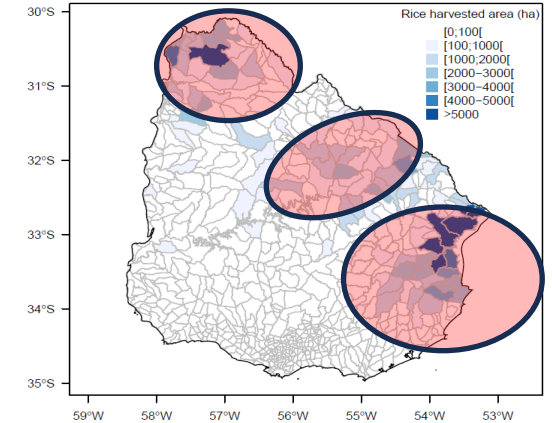 Rice harvested area (ha)
[0;100[
[100;1000[
[1000;2000[
[2000–3000[
[3000–4000[
[4000–5000[
>5000
30°S
31°S
32°S
33°S
34°S
35°S
59°W
58°W
57°W
56°W
55°W
54°W
53°W